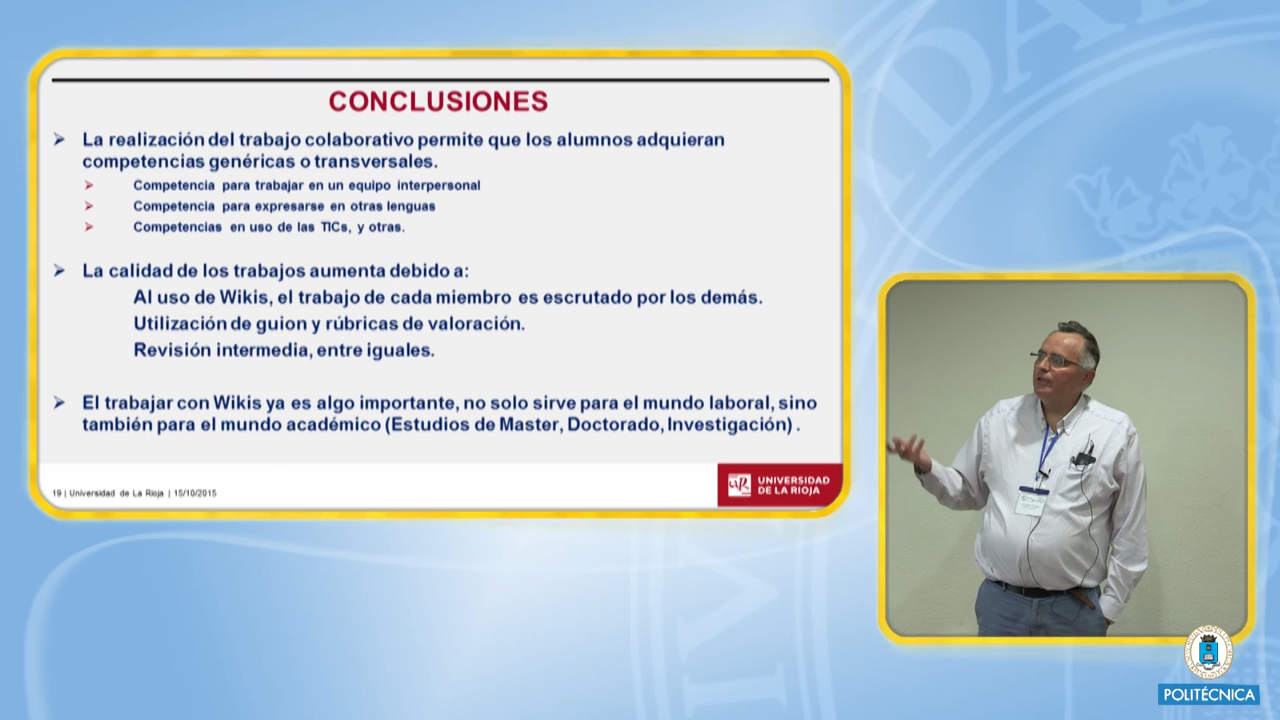 CONCLUSIONES
La realización del trabajo colaborativo permite que los alumnos adquieran
competencias genéricas o transversales.
Competencia para trabajar en un equipo interpersonal
Competencia para expresarse en otras lenguas
Competencias en uso de las TICs, y otras.
La calidad de los trabajos aumenta debido a:
Al uso de Wikis, el trabajo de cada miembro es escrutado por los demás.
Utilización de guion y rúbricas de valoración.
Revisión intermedia, entre iguales.
El trabajar con Wikis ya es algo importante, no solo sirve para el mundo laboral, sino
también para el mundo académico (Estudios de Master, Doctorado, Investigación) .
19 | Universidad de La Rioja | 15/10/2015
UNIVERSIDAD
DE LA RIOJA
POLITÉCNICA